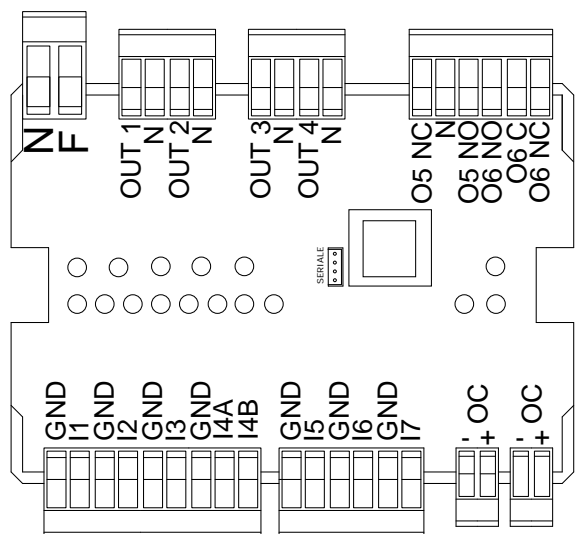 N
F
OUT 1
N
OUT 2
N
OUT 3
N
OUT 4
N
O5 NC
N
O5 NO
O6 NO
O6 C
O6 NC
SERIALE
GND
I1
GND
I2
GND
I3
GND
I4A
I4B
GND
I5
GND
I6
GND
I7
- + OC
- + OC